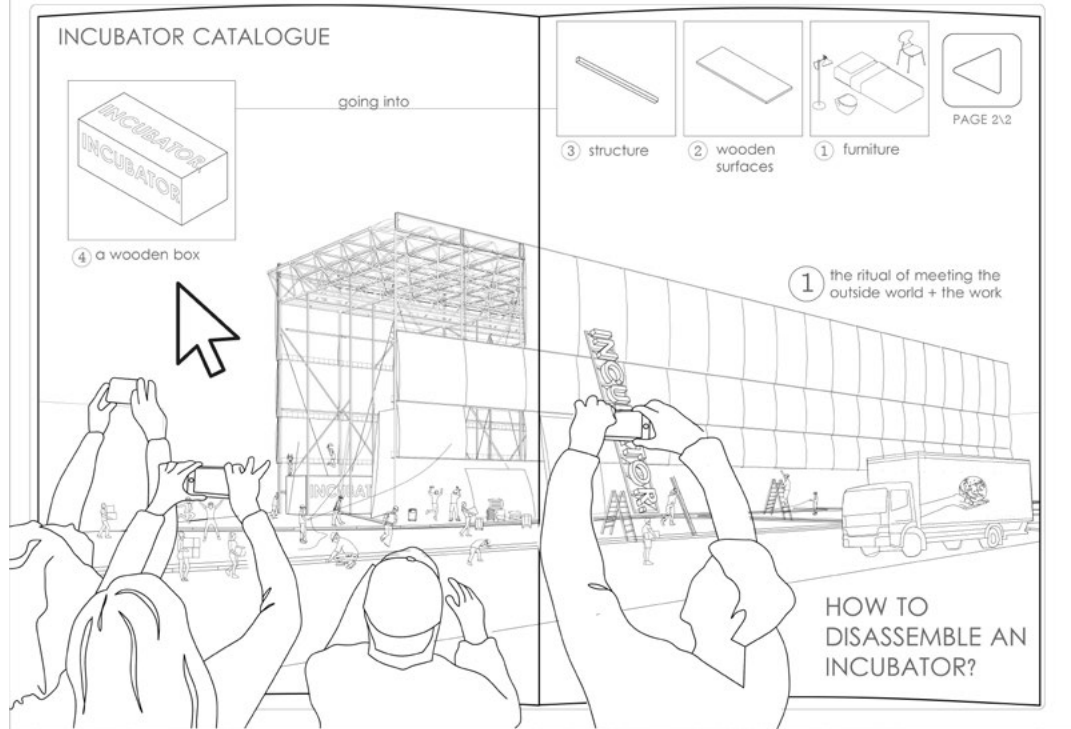 INCUBATOR CATALOGUE
INCUBATOR
INCUBATOR
4 a wooden box
going into
3 structure
2 wooden
surfaces
1 furniture
PAGE 2\2
1 the ritual of meeting the
outside world + the work
INCUBAT
HOW TO
DISASSEMBLE AN
INCUBATOR?